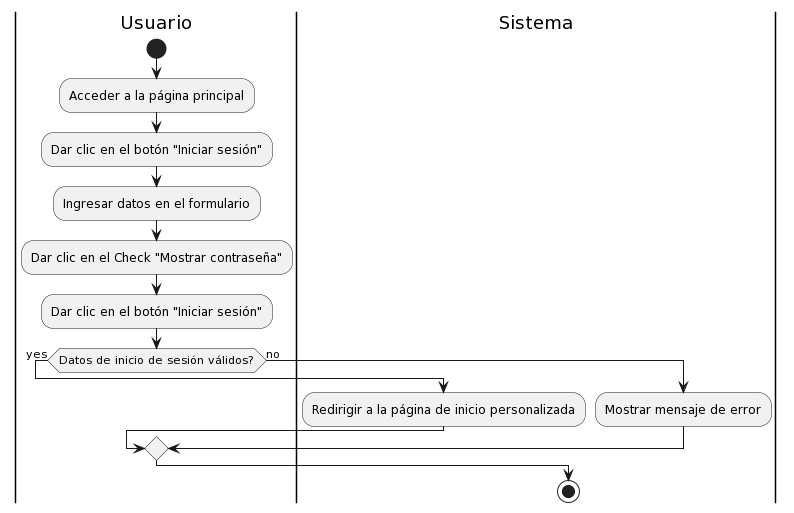 Usuario
Sistema
Acceder a la página principal
Dar clic en el botón "Iniciar sesión"
Ingresar datos en el formulario
Dar clic en el Check "Mostrar contraseña"
Dar clic en el botón "Iniciar sesión"
yes
Datos de inicio de sesión válidos?
no
Redirigir a la página de inicio personalizada
Mostrar mensaje de error